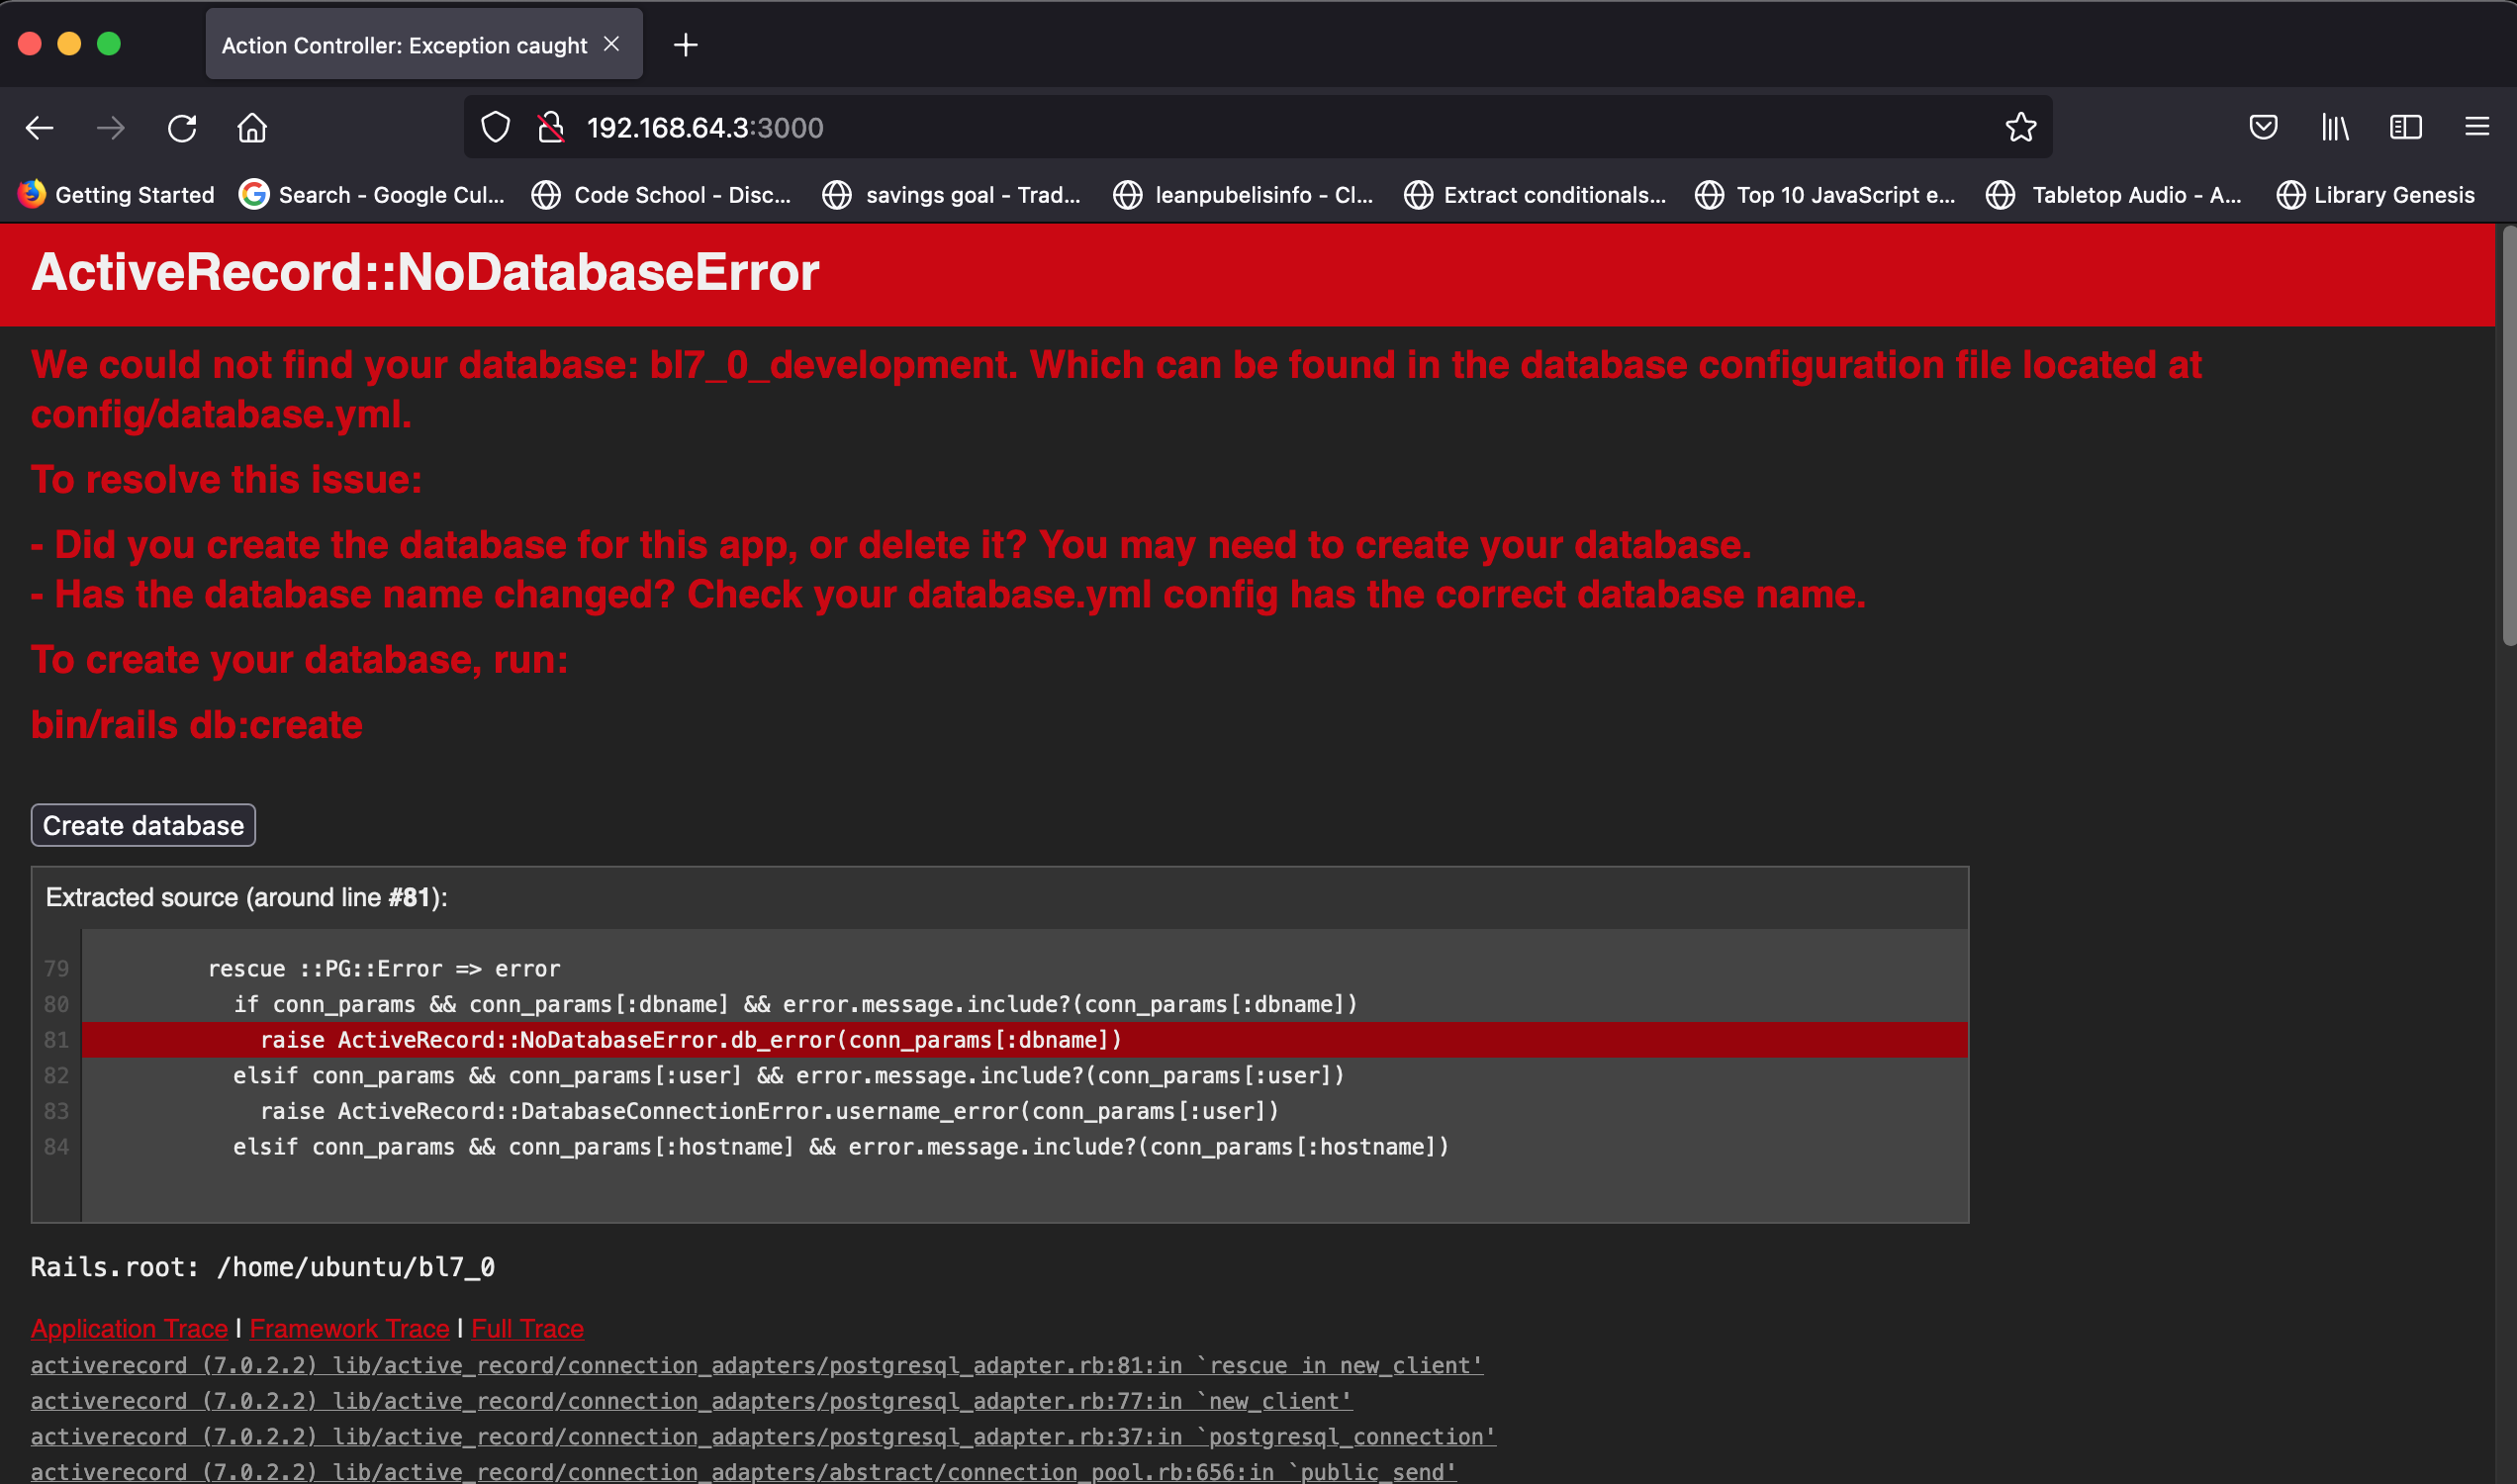 Action Controller: Exception caught
192.168.64.3:3000
Getting Started Search - Google Cul... Code School - Disc... savings goal - Trad... leanpubelisinfo - Cl... Extract conditionals... Top 10 JavaScript e... Tabletop Audio - A... Library Genesis
ActiveRecord::NoDatabaseError
We could not find your database: bl7_0_development. Which can be found in the database configuration file located at
config/database.yml.
To resolve this issue:
- Did you create the database for this app, or delete it? You may need to create your database.
- Has the database name changed? Check your database.yml config has the correct database name.
To create your database, run:
bin/rails db:create
Create database
Extracted source (around line #81):
79 rescue ::PG::Error => error
80 if conn_params && conn_params[:dbname] && error.message.include?(conn_params[:dbname])
81 raise ActiveRecord::NoDatabaseError.db_error(conn_params[:dbname])
82 elsif conn_params && conn_params[:user] && error.message.include?(conn_params[:user])
83 raise ActiveRecord::DatabaseConnectionError.username_error(conn_params[:user])
84 elsif conn_params && conn_params[:hostname] && error.message.include?(conn_params[:hostname])
Rails.root: /home/ubuntu/bl7_0
Application Trace | Framework Trace | Full Trace
activerecord (7.0.2.2) lib/active_record/connection_adapters/postgresql_adapter.rb:81:in `rescue in new_client'
activerecord (7.0.2.2) lib/active_record/connection_adapters/postgresql_adapter.rb:77:in `new_client'
activerecord (7.0.2.2) lib/active_record/connection_adapters/postgresql_adapter.rb:37:in `postgresql_connection'
activerecord (7.0.2.2) lib/active_record/connection_adapters/abstract/connection_pool.rb:656:in `public_send'